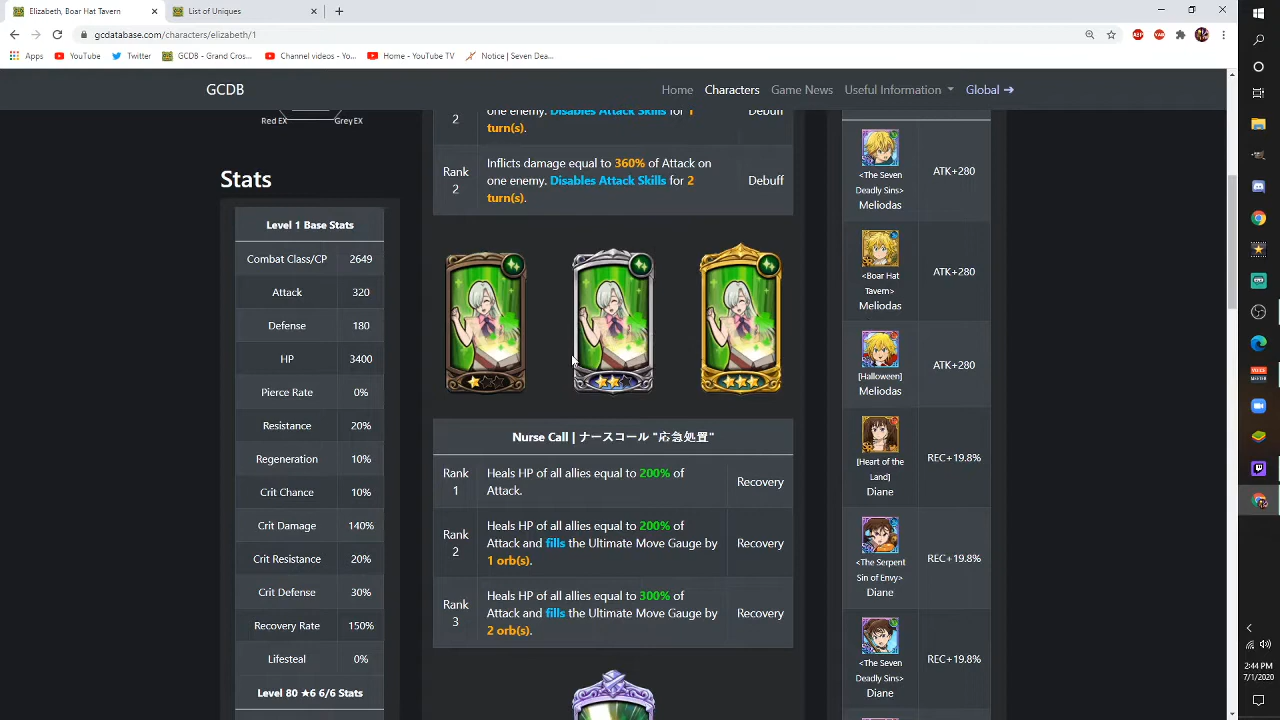 Elizabeth, Boar Hat Tavern
List of Uniques
gcdatabase.com/characters/elizabeth/1
Apps
YouTube
Twitter
GCDB - Grand Cros...
Channel videos - Yo...
Home - YouTube TV
Notice | Seven Dea...
GCDB
Home
Characters
Game News
Useful Information
Global
Red EX
Grey EX
Stats
Level 1 Base Stats
Combat Class/CP 2649
Attack 320
Defense 180
HP 3400
Pierce Rate 0%
Resistance 20%
Regeneration 10%
Crit Chance 10%
Crit Damage 140%
Crit Resistance 20%
Crit Defense 30%
Recovery Rate 150%
Lifesteal 0%
Level 80 ★6 6/6 Stats
2
one enemy. Disables Attack Skills for 1
turn(s).
Debuff
Rank
2
Inflicts damage equal to 360% of Attack on
one enemy. Disables Attack Skills for 2
turn(s).
Debuff
Nurse Call | ナースコール "応急処置"
Rank
1
Heals HP of all allies equal to 200% of
Attack.
Recovery
Rank
2
Heals HP of all allies equal to 200% of
Attack and fills the Ultimate Move Gauge by
1 orb(s).
Recovery
Rank
3
Heals HP of all allies equal to 300% of
Attack and fills the Ultimate Move Gauge by
2 orb(s).
Recovery
<The Seven
Deadly Sins>
Meliodas
ATK+280
<Boar Hat
Tavern>
Meliodas
ATK+280
[Halloween]
Meliodas
ATK+280
[Heart of the
Land]
Diane
REC+19.8%
<The Serpent
Sin of Envy>
Diane
REC+19.8%
<The Seven
Deadly Sins>
Diane
REC+19.8%
ABP
2:44 PM
7/1/2020